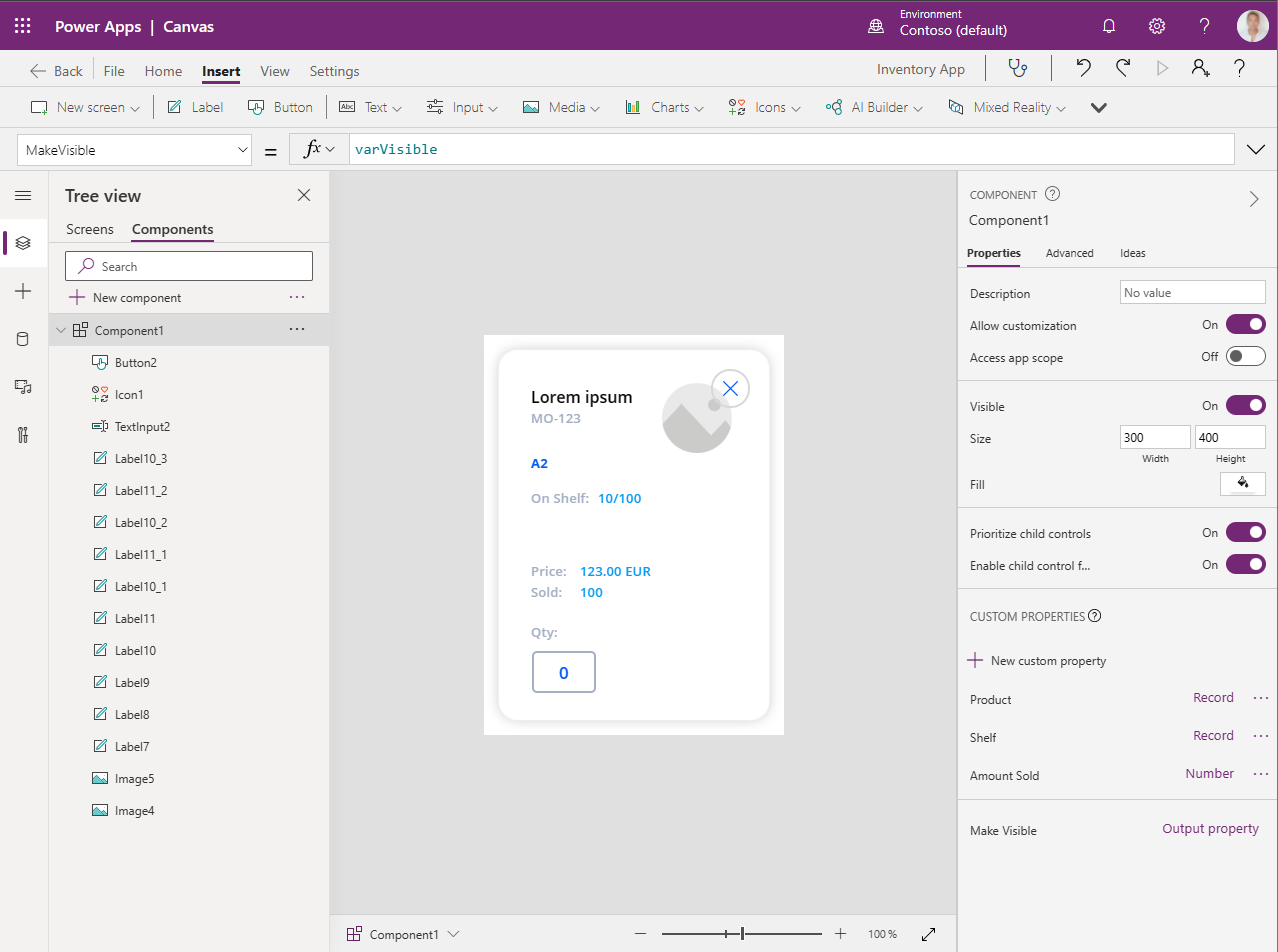 Power Apps | Canvas
Environment
Contoso (default)
Back
File
Home
Insert
View
Settings
Inventory App
New screen
Label
Button
Abc
Text
Input
Media
Charts
Icons
AI Builder
Mixed Reality
MakeVisible
=
fx
varVisible
Tree view
Screens
Components
Search
New component
Component1
Button2
Icon1
TextInput2
Label10_3
Label11_2
Label10_2
Label11_1
Label10_1
Label11
Label10
Label9
Label8
Label7
Image5
Image4
Lorem ipsum
MO-123
A2
On Shelf: 10/100
Price: 123.00 EUR
Sold: 100
Qty:
0
Component1
100 %
COMPONENT
Component1
Properties
Advanced
Ideas
Description
No value
Allow customization
On
Access app scope
Off
Visible
On
Size
300
400
Width
Height
Fill
Prioritize child controls
On
Enable child control f...
On
CUSTOM PROPERTIES
New custom property
Product
Record
Shelf
Record
Amount Sold
Number
Make Visible
Output property